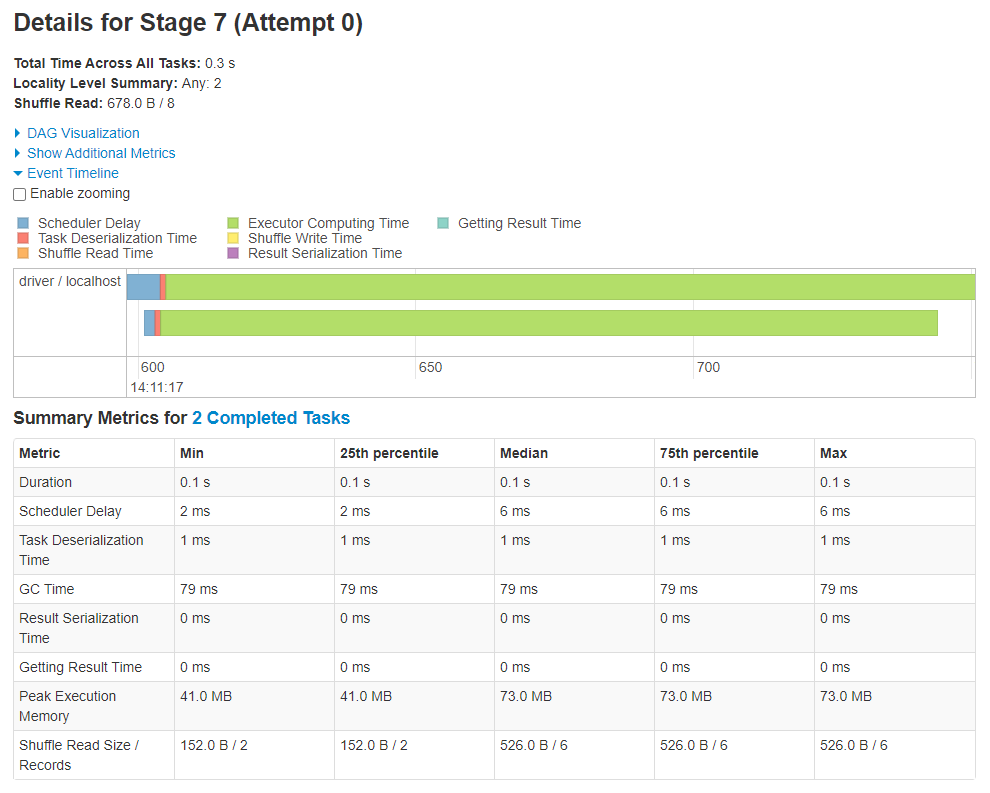 Details for Stage 7 (Attempt 0)
Total Time Across All Tasks: 0.3 s
Locality Level Summary: Any: 2
Shuffle Read: 678.0 B / 8
DAG Visualization
Show Additional Metrics
Event Timeline
Enable zooming
Scheduler Delay Executor Computing Time Getting Result Time
Task Deserialization Time Shuffle Write Time
Shuffle Read Time Result Serialization Time
driver / localhost
600 650 700
14:11:17
Summary Metrics for 2 Completed Tasks
Metric Min 25th percentile Median 75th percentile Max
Duration 0.1 s 0.1 s 0.1 s 0.1 s 0.1 s
Scheduler Delay 2 ms 2 ms 6 ms 6 ms 6 ms
Task Deserialization 1 ms 1 ms 1 ms 1 ms 1 ms
Time
GC Time 79 ms 79 ms 79 ms 79 ms 79 ms
Result Serialization 0 ms 0 ms 0 ms 0 ms 0 ms
Time
Getting Result Time 0 ms 0 ms 0 ms 0 ms 0 ms
Peak Execution 41.0 MB 41.0 MB 73.0 MB 73.0 MB 73.0 MB
Memory
Shuffle Read Size / 152.0 B / 2 152.0 B / 2 526.0 B / 6 526.0 B / 6 526.0 B / 6
Records